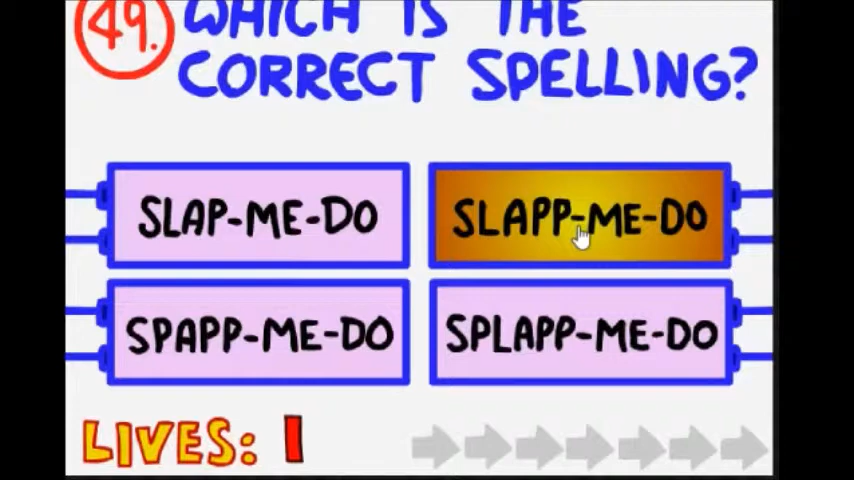 49.
WHICH IS THE
CORRECT SPELLING?
SLAP-ME-DO
SLAPP-ME-DO
SPAPP-ME-DO
SPLAPP-ME-DO
LIVES: 1